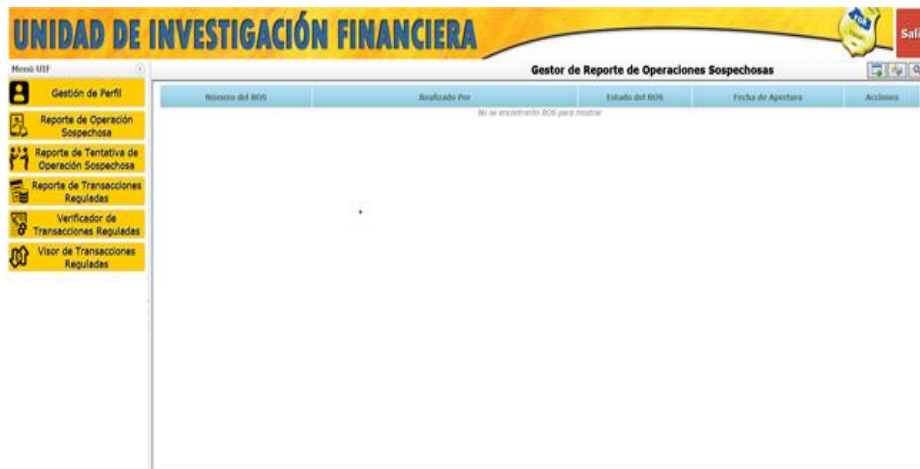 UNIDAD DE INVESTIGACIÓN FINANCIERA
Sali
Menú UIF
Gestor de Reporte de Operaciones Sospechosas
Gestión de Perfil
Reporte de Operación
Sospechosa
Reporte de Tentativa de
Operación Sospechosa
Reporte de Transacciones
Reguladas
Verificador de
Transacciones Reguladas
Visor de Transacciones
Reguladas
Número del ROS
Realizado Por
Estado del ROS
Fecha de Apertura
Acciones
No se encontrarón ROS para mostrar